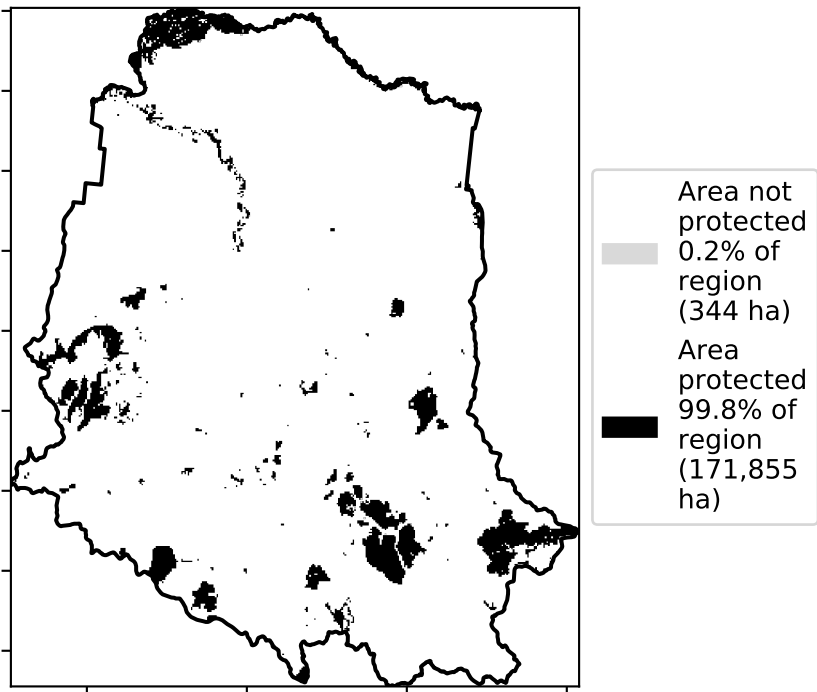 Area not
protected
0.2% of
region
(344 ha)
Area
protected
99.8% of
region
(171,855
ha)